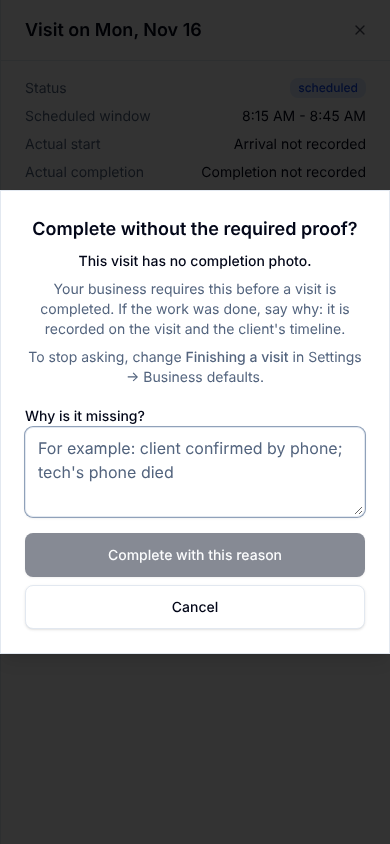 Visit on Mon, Nov 16
Status
scheduled
Scheduled window
8:15 AM - 8:45 AM
Actual start
Arrival not recorded
Actual completion
Completion not recorded
Complete without the required proof?
This visit has no completion photo.
Your business requires this before a visit is
completed. If the work was done, say why: it is
recorded on the visit and the client's timeline.
To stop asking, change Finishing a visit in Settings
→ Business defaults.
Why is it missing?
For example: client confirmed by phone;
tech's phone died
Complete with this reason
Cancel